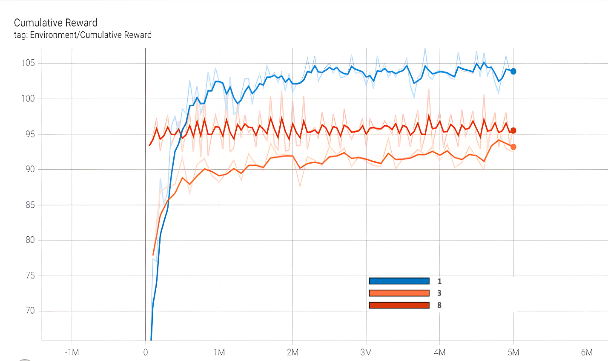 Cumulative Reward
tag: Environment/Cumulative Reward
105
100
95
90
85
80
75
70
1
3
8
-1M
0
1M
2M
3M
4M
5M
6M